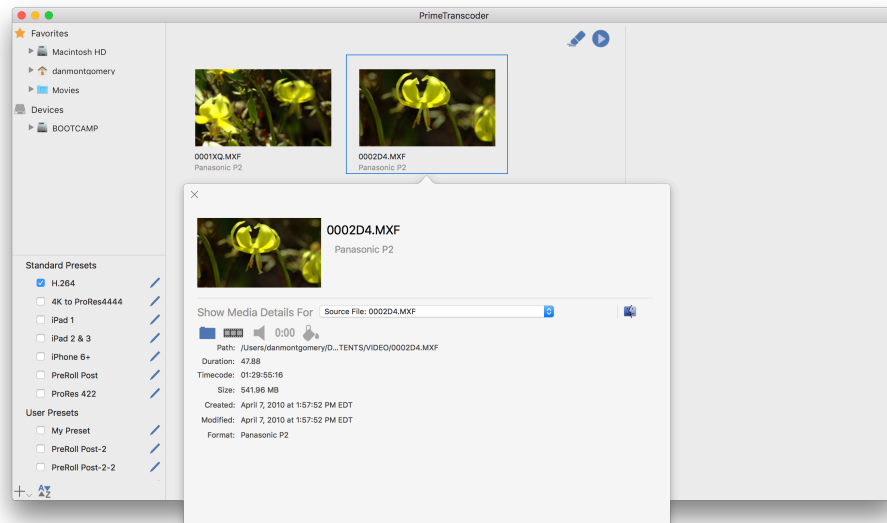 PrimeTranscoder
Favorites
Macintosh HD
danmontgomery
Movies
Devices
BOOTCAMP
0001XQ.MXF
Panasonic P2
0002D4.MXF
Panasonic P2
Standard Presets
H.264
4K to ProRes4444
iPad 1
iPad 2 & 3
iPhone 6+
PreRoll Post
ProRes 422
User Presets
My Preset
PreRoll Post-2
PreRoll Post-2-2
A
Z
0002D4.MXF
Panasonic P2
Show Media Details For Source File: 0002D4.MXF
0:00
Path: /Users/danmontgomery/D...TENTS/VIDEO/0002D4.MXF
Duration: 47.88
Timecode: 01:29:55:16
Size: 541.96 MB
Created: April 7, 2010 at 1:57:52 PM EDT
Modified: April 7, 2010 at 1:57:52 PM EDT
Format: Panasonic P2